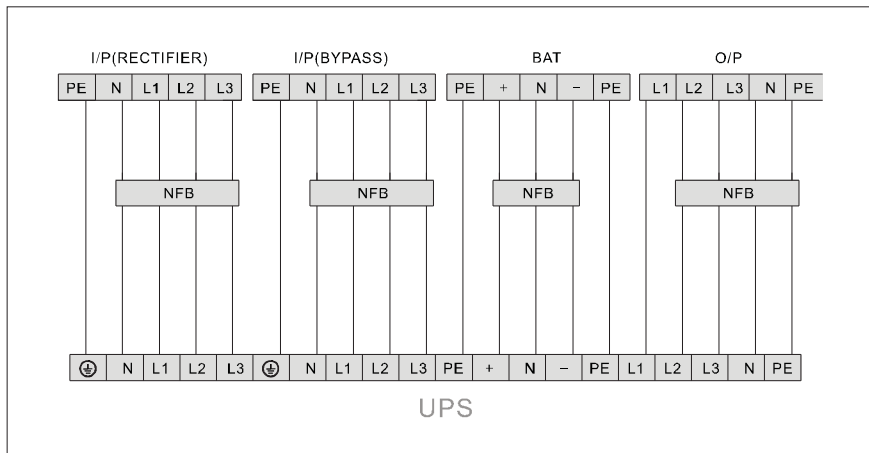 I/P(RECTIFIER) I/P(BYPASS) BAT O/P
PE N L1 L2 L3 PE N L1 L2 L3 PE + N − PE L1 L2 L3 N PE
NFB NFB NFB NFB
N L1 L2 L3 N L1 L2 L3 PE + N − PE L1 L2 L3 N PE
UPS